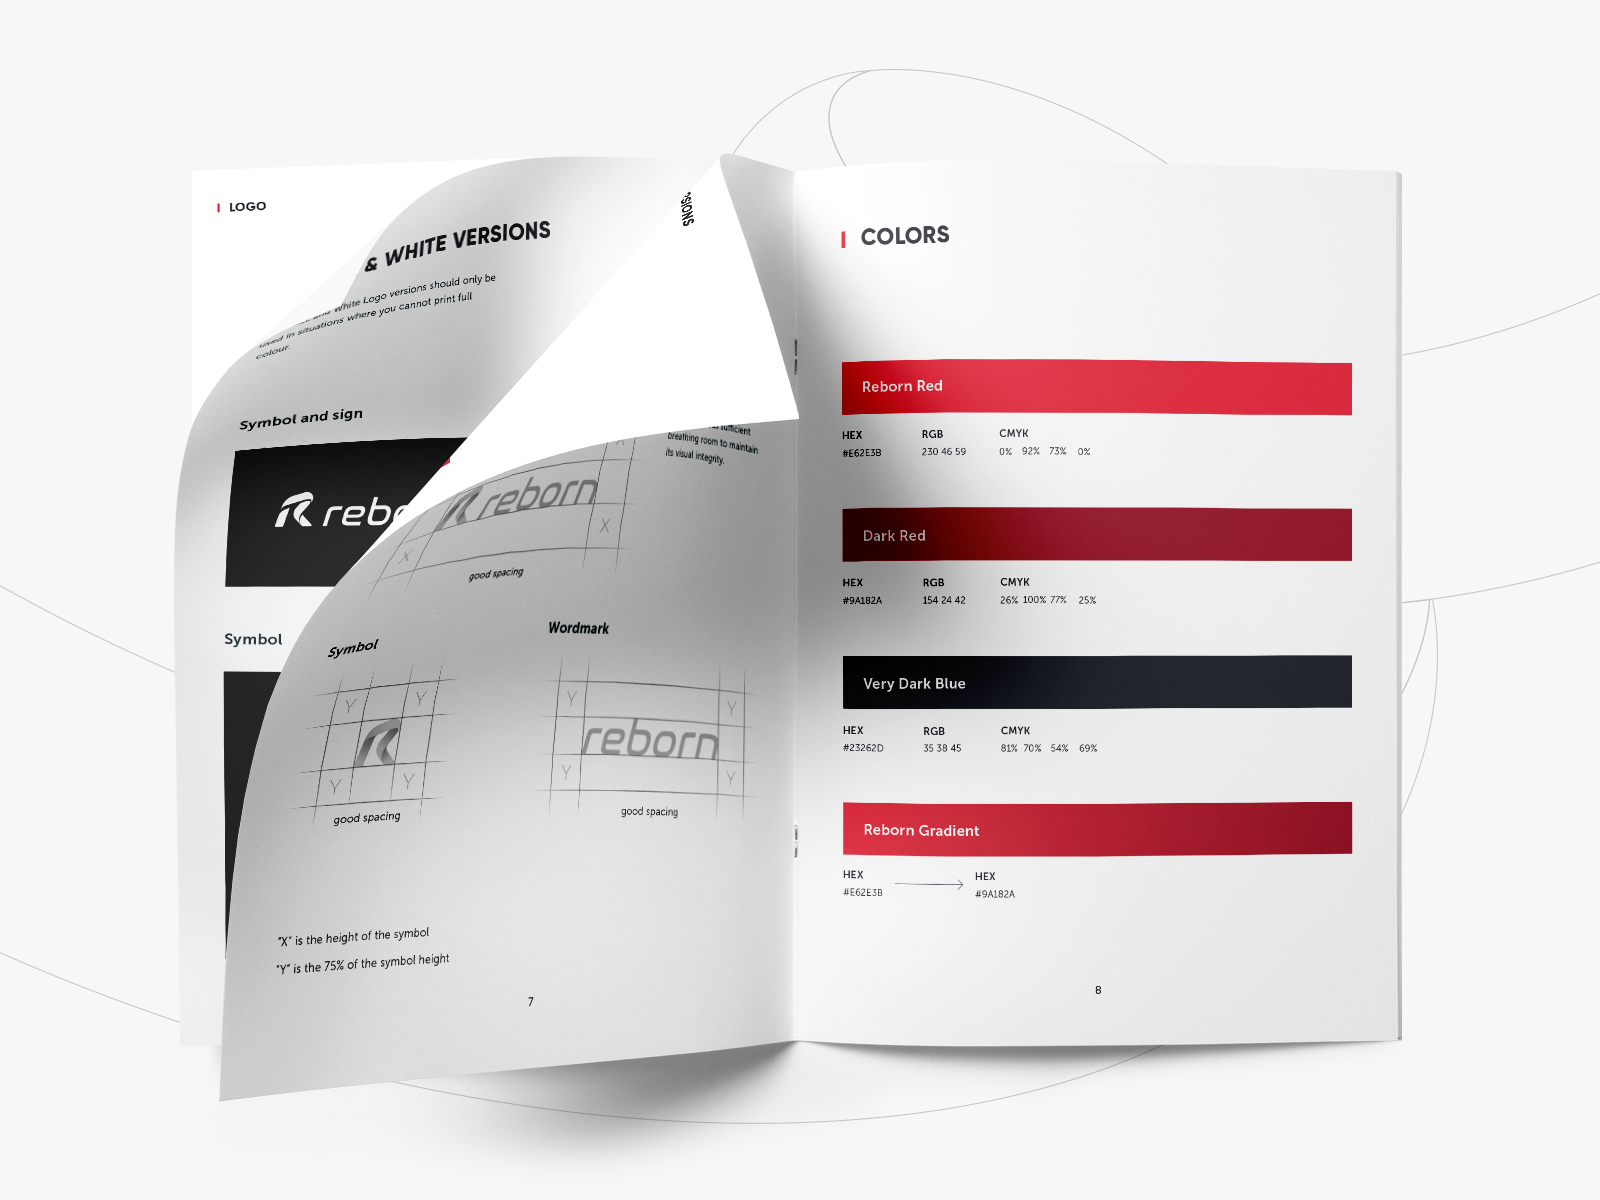 LOGO
& WHITE VERSIONS
and White Logo versions should only be
used in situations where you cannot print full
colour.
Symbol and sign
rebo
Symbol
SIONS
sufficient
breathing room to maintain
its visual integrity.
X
reborn
X
X
good spacing
Symbol
Y
Y
Y
Y
good spacing
Wordmark
Y
Y
reborn
Y
Y
good spacing
"X" is the height of the symbol
"Y" is the 75% of the symbol height
7
COLORS
Reborn Red
HEX RGB CMYK
#E62E3B 230 46 59 0% 92% 73% 0%
Dark Red
HEX RGB CMYK
#9A182A 154 24 42 26% 100% 77% 25%
Very Dark Blue
HEX RGB CMYK
#23262D 35 38 45 81% 70% 54% 69%
Reborn Gradient
HEX HEX
#E62E3B #9A182A
8